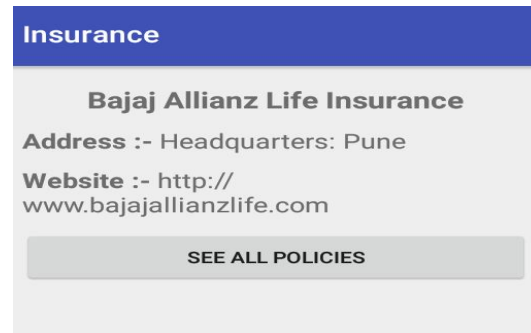 Insurance
Bajaj Allianz Life Insurance
Address :- Headquarters: Pune
Website :- http://
www.bajajallianzlife.com
SEE ALL POLICIES